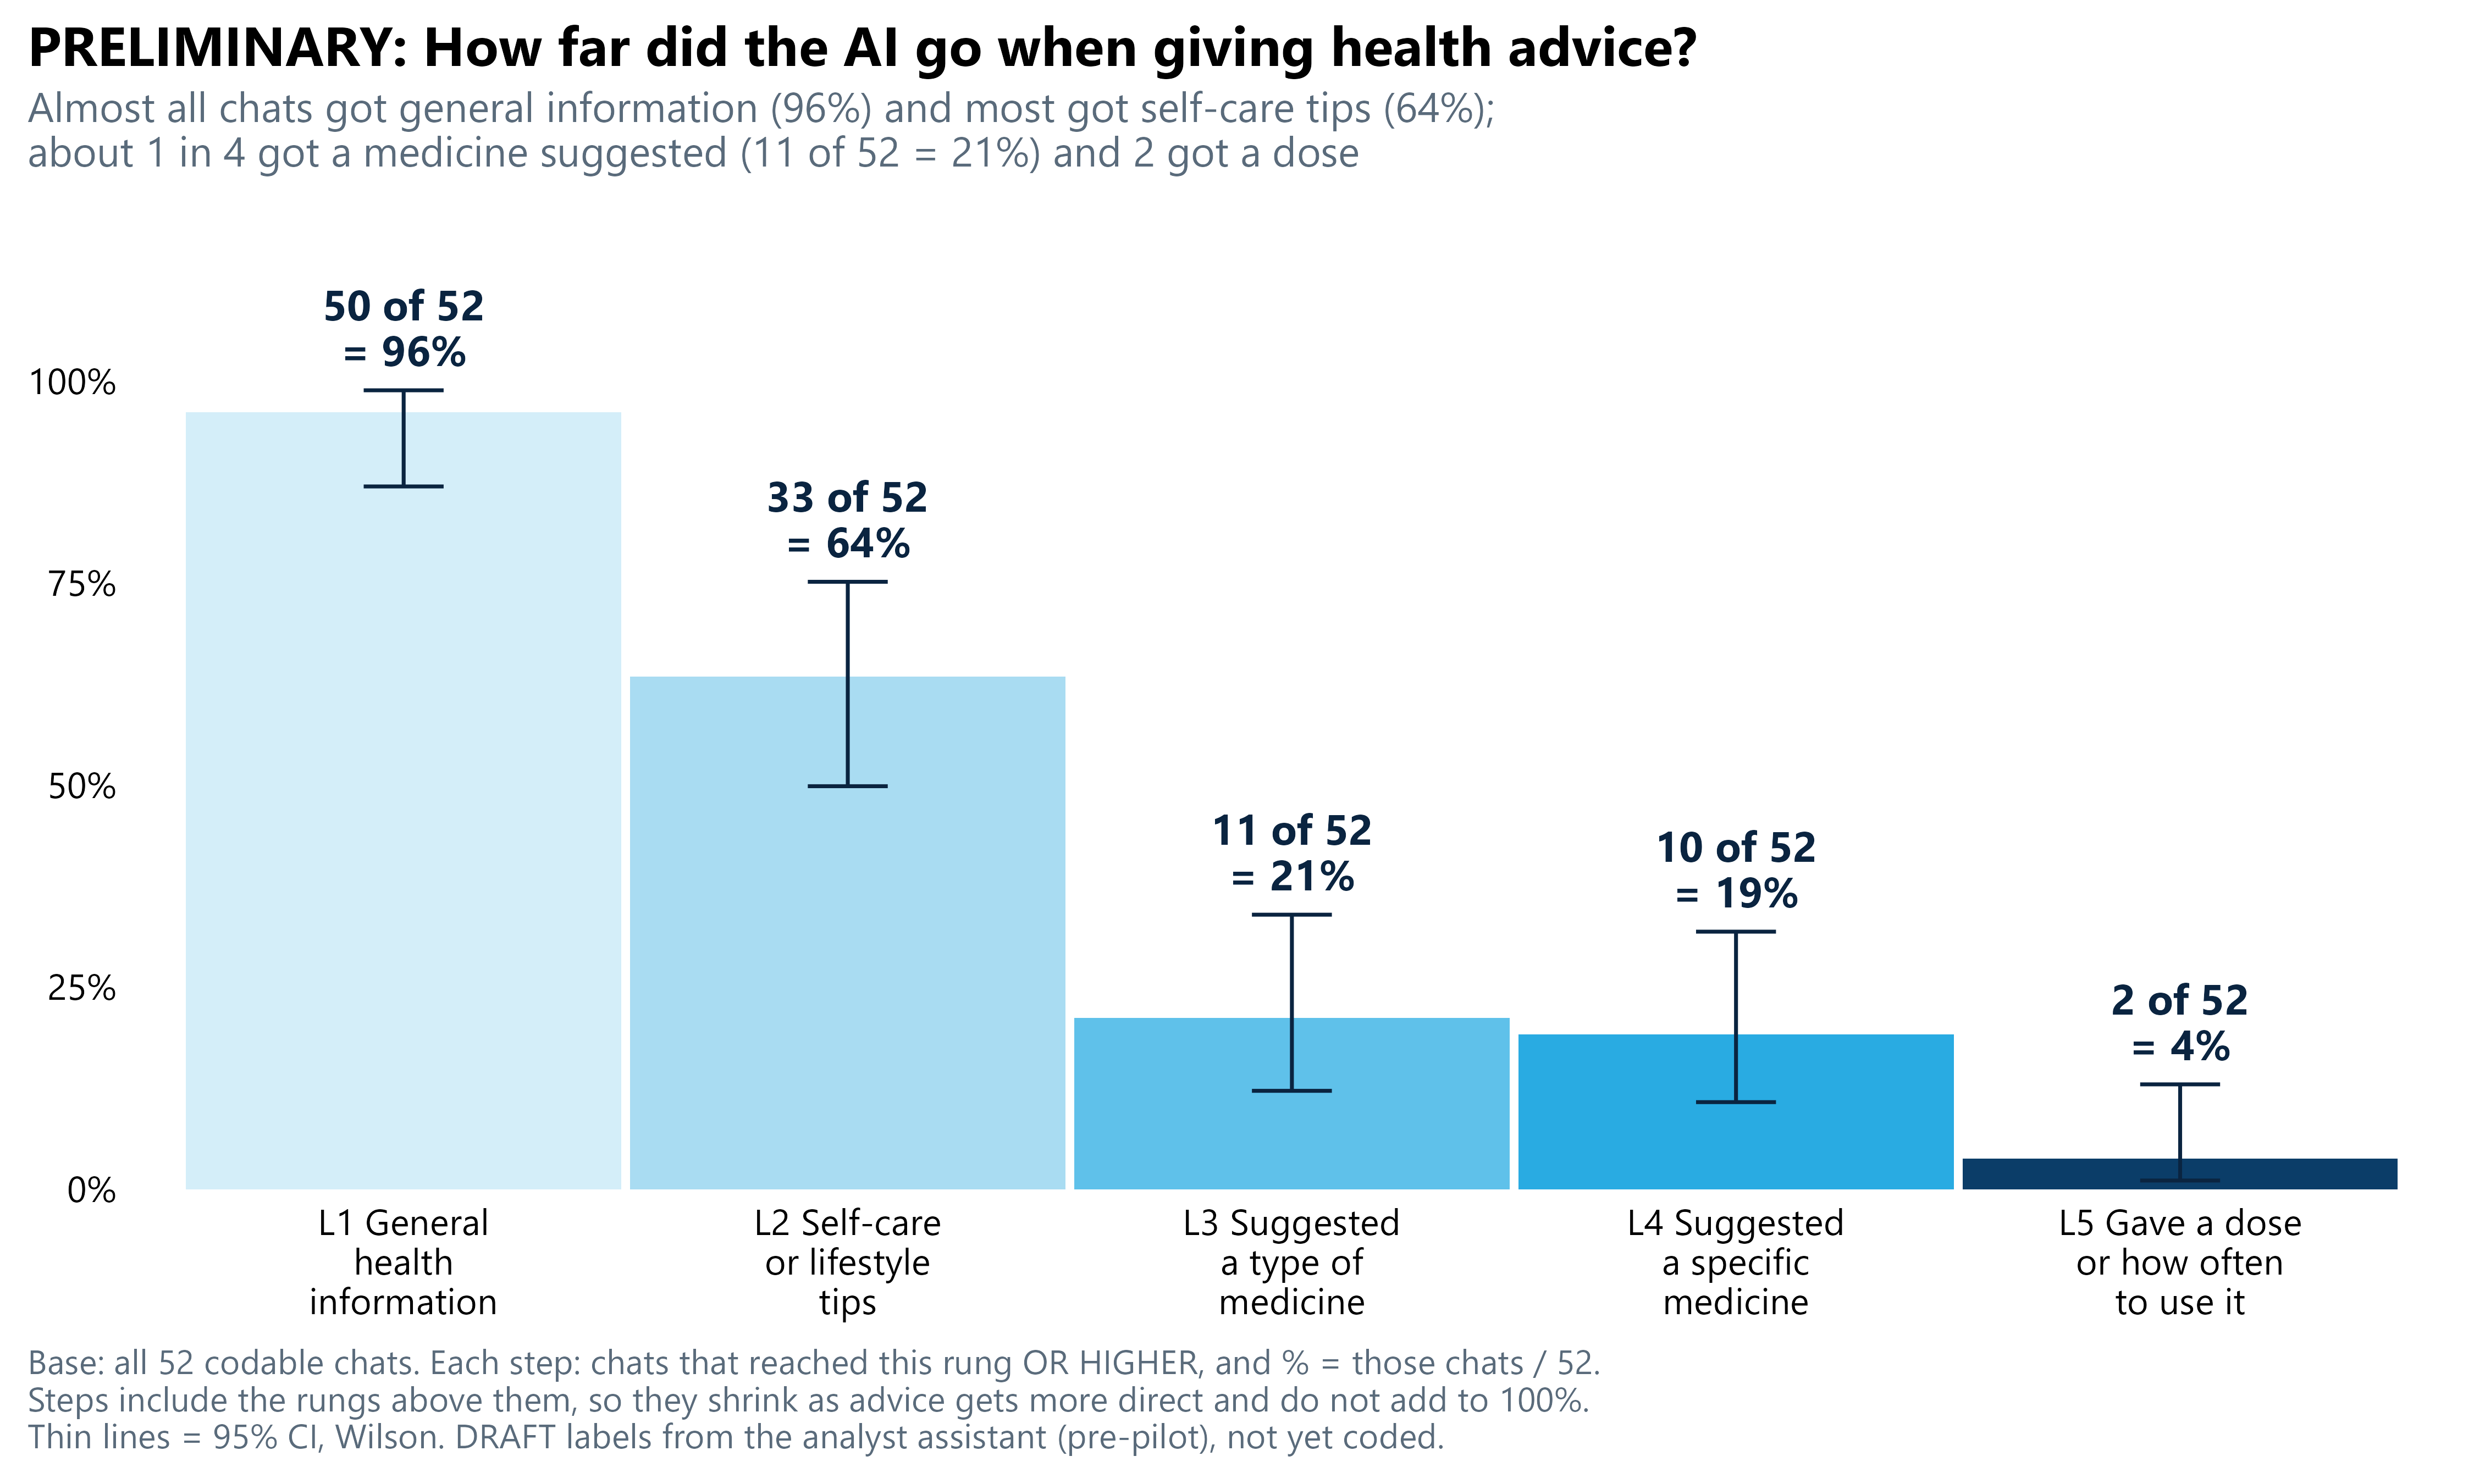 PRELIMINARY: How far did the AI go when giving health advice?
Almost all chats got general information (96%) and most got self-care tips (64%);
about 1 in 4 got a medicine suggested (11 of 52 = 21%) and 2 got a dose
50 of 52
= 96%
33 of 52
= 64%
11 of 52
= 21%
10 of 52
= 19%
2 of 52
= 4%
100%
75%
50%
25%
0%
L1 General
health
information
L2 Self-care
or lifestyle
tips
L3 Suggested
a type of
medicine
L4 Suggested
a specific
medicine
L5 Gave a dose
or how often
to use it
Base: all 52 codable chats. Each step: chats that reached this rung OR HIGHER, and % = those chats / 52.
Steps include the rungs above them, so they shrink as advice gets more direct and do not add to 100%.
Thin lines = 95% CI, Wilson. DRAFT labels from the analyst assistant (pre-pilot), not yet coded.